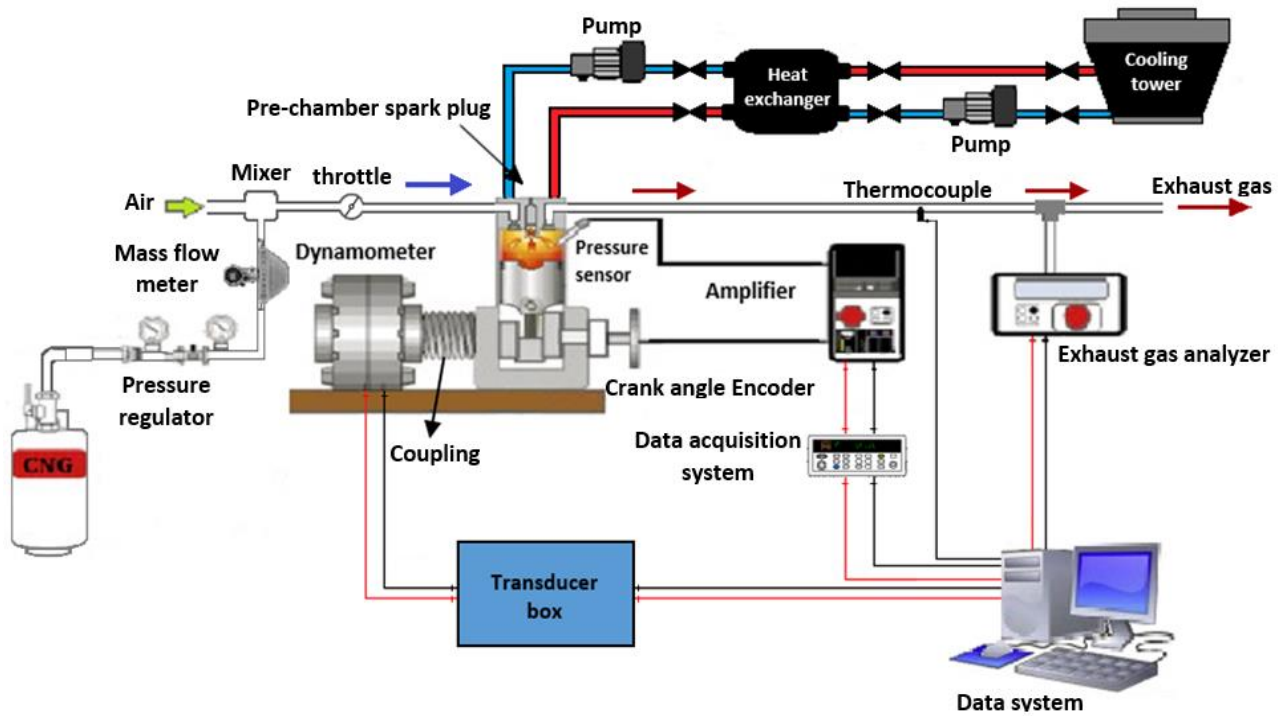 Pump
Cooling
tower
Heat
exchanger
Pre-chamber spark plug
Pump
Mixer
throttle
Thermocouple
Exhaust gas
Air
Mass flow
meter
Dynamometer
Pressure
sensor
Amplifier
Exhaust gas analyzer
Pressure
regulator
Crank angle Encoder
Coupling
Data acquisition
system
CNG
Transducer
box
Data system